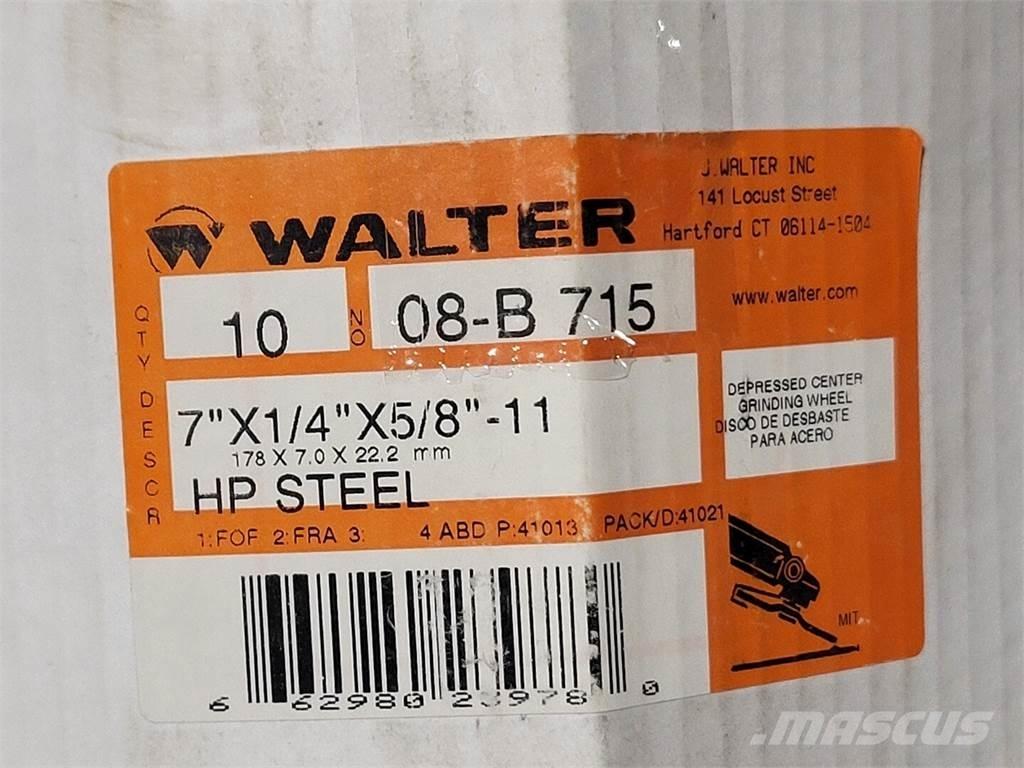 WALTER
J. WALTER INC
141 Locust Street
Hartford CT 06114-1504
www.walter.com
QTY
10
NO
08-B 715
DESCR
7"X1/4"X5/8"-11
178 X 7.0 X 22.2 mm
HP STEEL
DEPRESSED CENTER
GRINDING WHEEL
DISCO DE DESBASTE
PARA ACERO
1:FOF 2:FRA 3: 4 ABD P:41013 PACK/D:41021
MIT
6 62980 23978 0
MASCUS